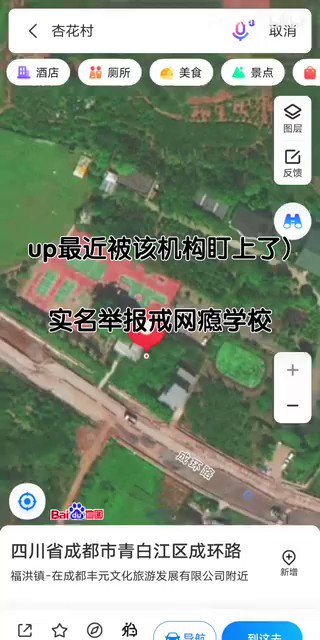 杏花村
取消
酒店
厕所
美食
景点
图层
反馈
up最近被该机构盯上了)
实名举报戒网瘾学校
成环路
Bai du 地图
四川省成都市青白江区成环路
福洪镇-在成都丰元文化旅游发展有限公司附近
新增
导航
到这去